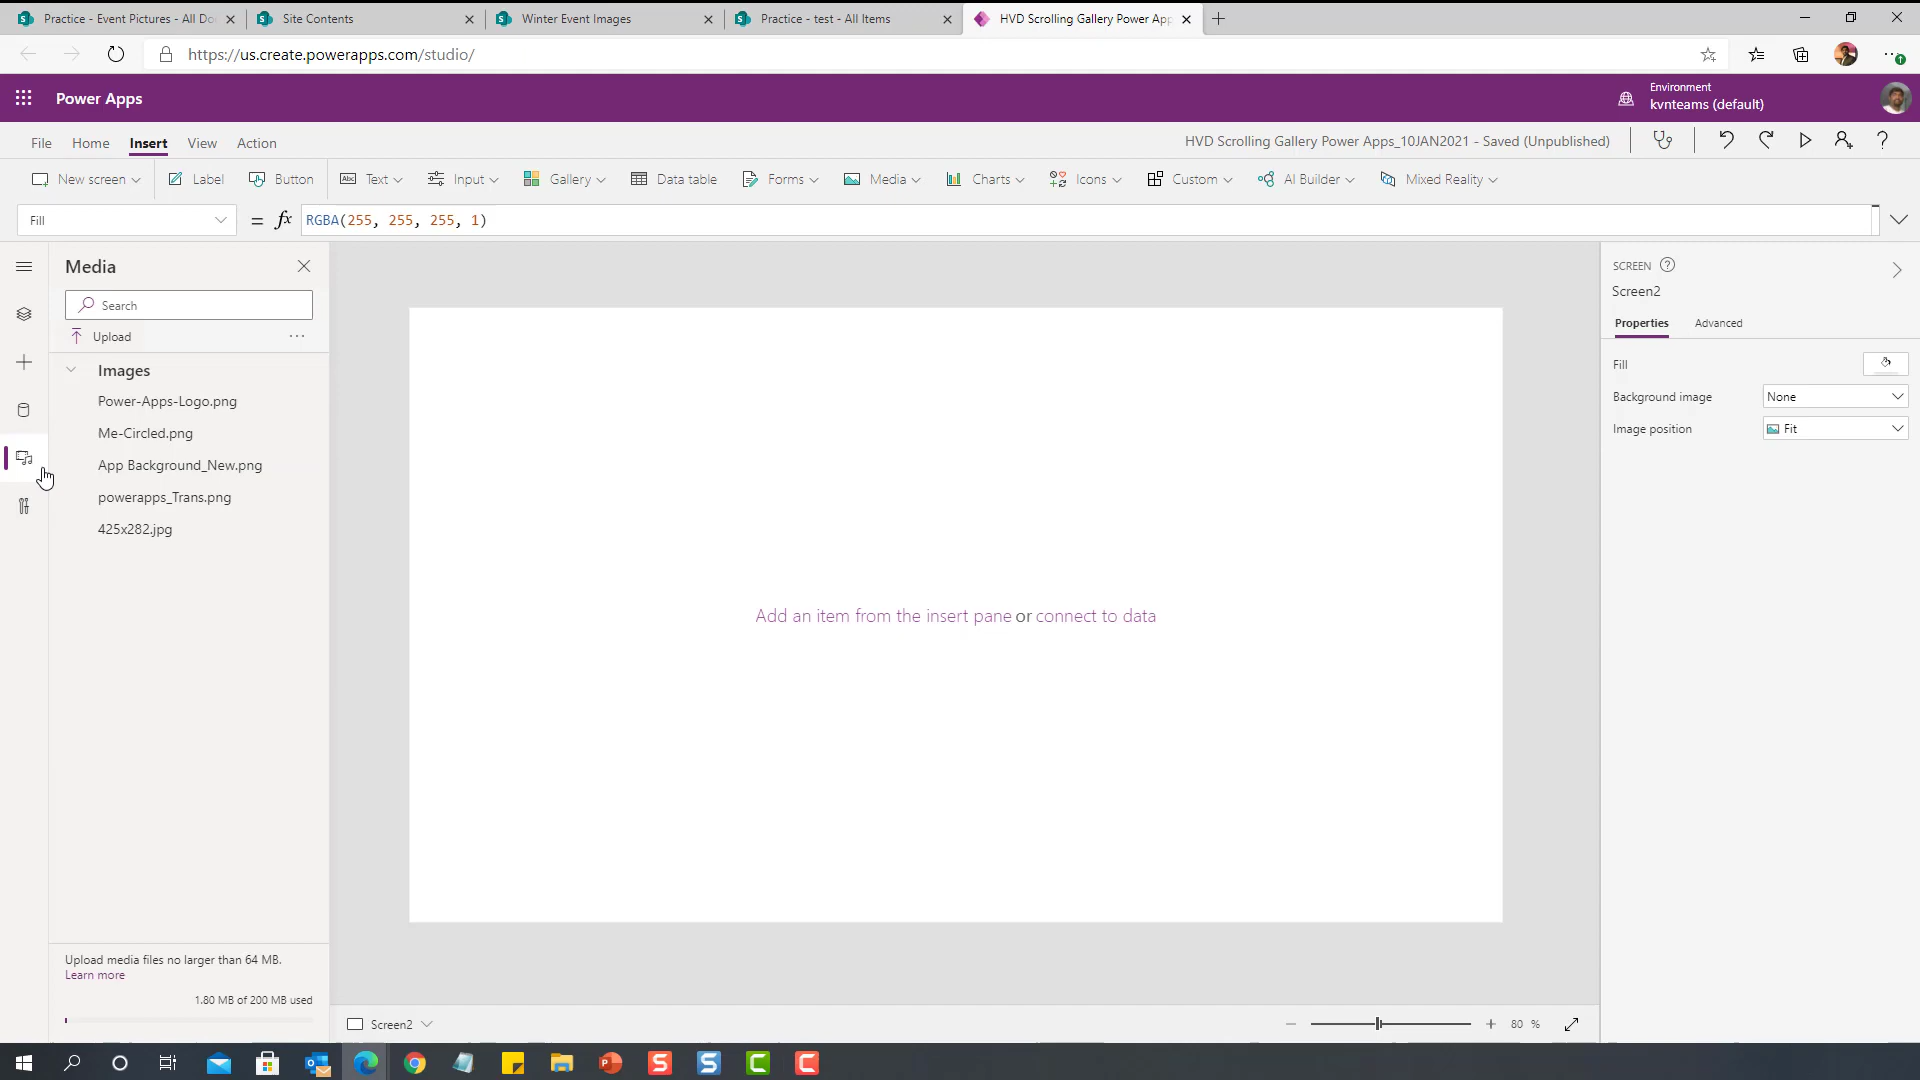 Practice - Event Pictures - All Do
Site Contents
Winter Event Images
Practice - test - All Items
HVD Scrolling Gallery Power App
https://us.create.powerapps.com/studio/
Power Apps
Environment
kvnteams (default)
File Home Insert View Action
HVD Scrolling Gallery Power Apps_10JAN2021 - Saved (Unpublished)
New screen Label Button Text Input Gallery Data table Forms Media Charts Icons Custom AI Builder Mixed Reality
Fill = fx RGBA(255, 255, 255, 1)
Media
Search
Upload
Images
Power-Apps-Logo.png
Me-Circled.png
App Background_New.png
powerapps_Trans.png
425x282.jpg
Upload media files no larger than 64 MB.
Learn more
1.80 MB of 200 MB used
Add an item from the insert pane or connect to data
Screen2
80 %
SCREEN
Screen2
Properties Advanced
Fill
Background image None
Image position Fit